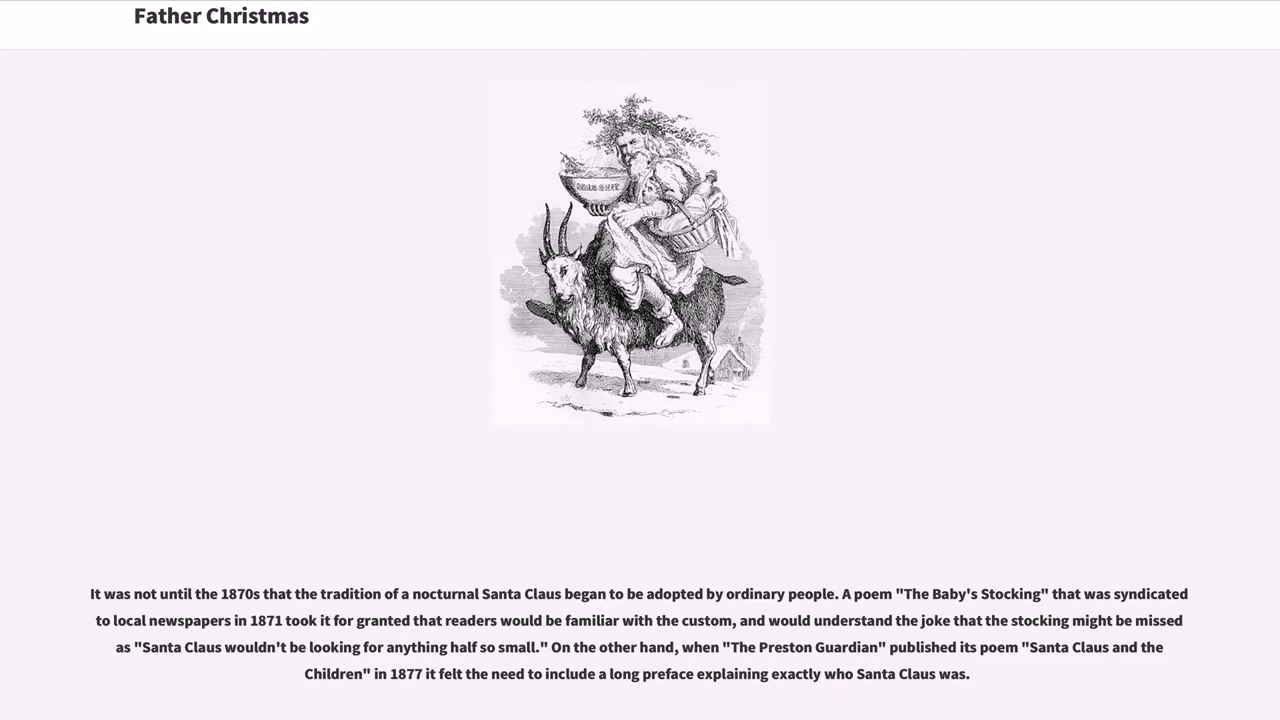 Father Christmas
It was not until the 1870s that the tradition of a nocturnal Santa Claus began to be adopted by ordinary people. A poem "The Baby's Stocking" that was syndicated
to local newspapers in 1871 took it for granted that readers would be familiar with the custom, and would understand the joke that the stocking might be missed
as "Santa Claus wouldn't be looking for anything half so small." On the other hand, when "The Preston Guardian" published its poem "Santa Claus and the
Children" in 1877 it felt the need to include a long preface explaining exactly who Santa Claus was.